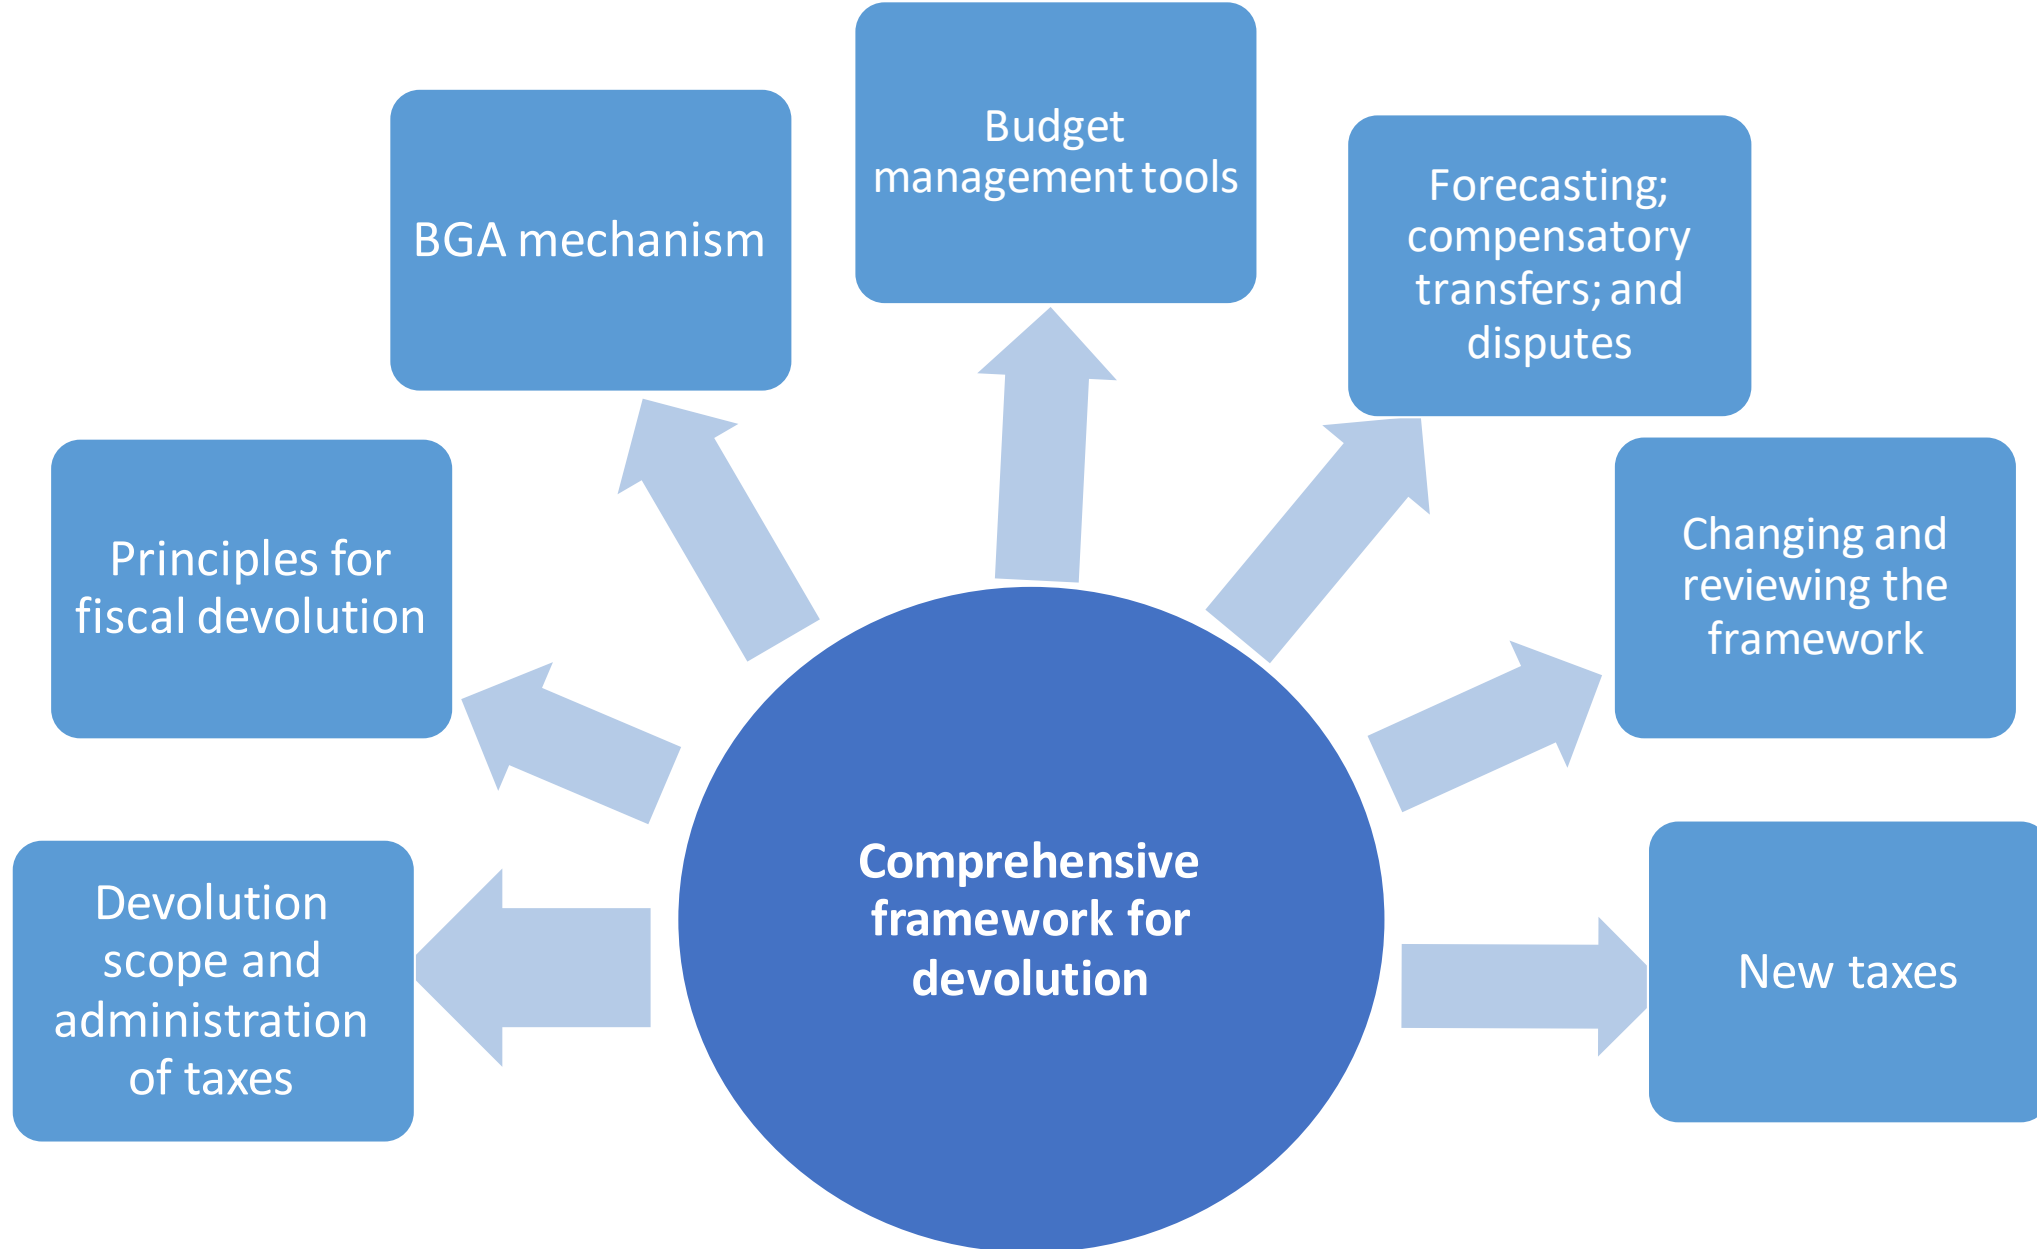 Budget
management tools
BGA mechanism
Forecasting;
compensatory
transfers; and
disputes
Principles for
fiscal devolution
Changing and
reviewing the
framework
Devolution
scope and
administration
of taxes
Comprehensive
framework for
devolution
New taxes